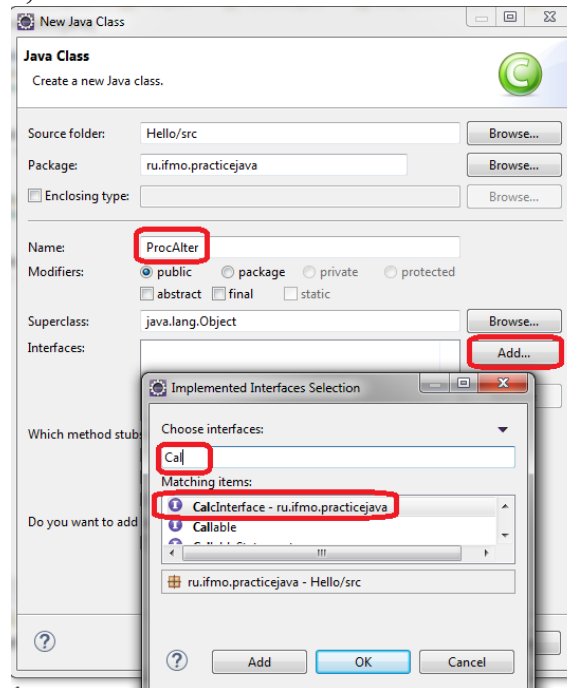 New Java Class
Java Class
Create a new Java class.
Source folder: Hello/src Browse...
Package: ru.ifmo.practicejava Browse...
Enclosing type: Browse...
Name: ProcAlter
Modifiers: public package private protected
abstract final static
Superclass: java.lang.Object Browse...
Interfaces: Add...
Implemented Interfaces Selection
Which method stub
Choose interfaces:
Cal
Matching items:
CalcInterface - ru.ifmo.practicejava
Callable
Do you want to add
ru.ifmo.practicejava - Hello/src
Add OK Cancel